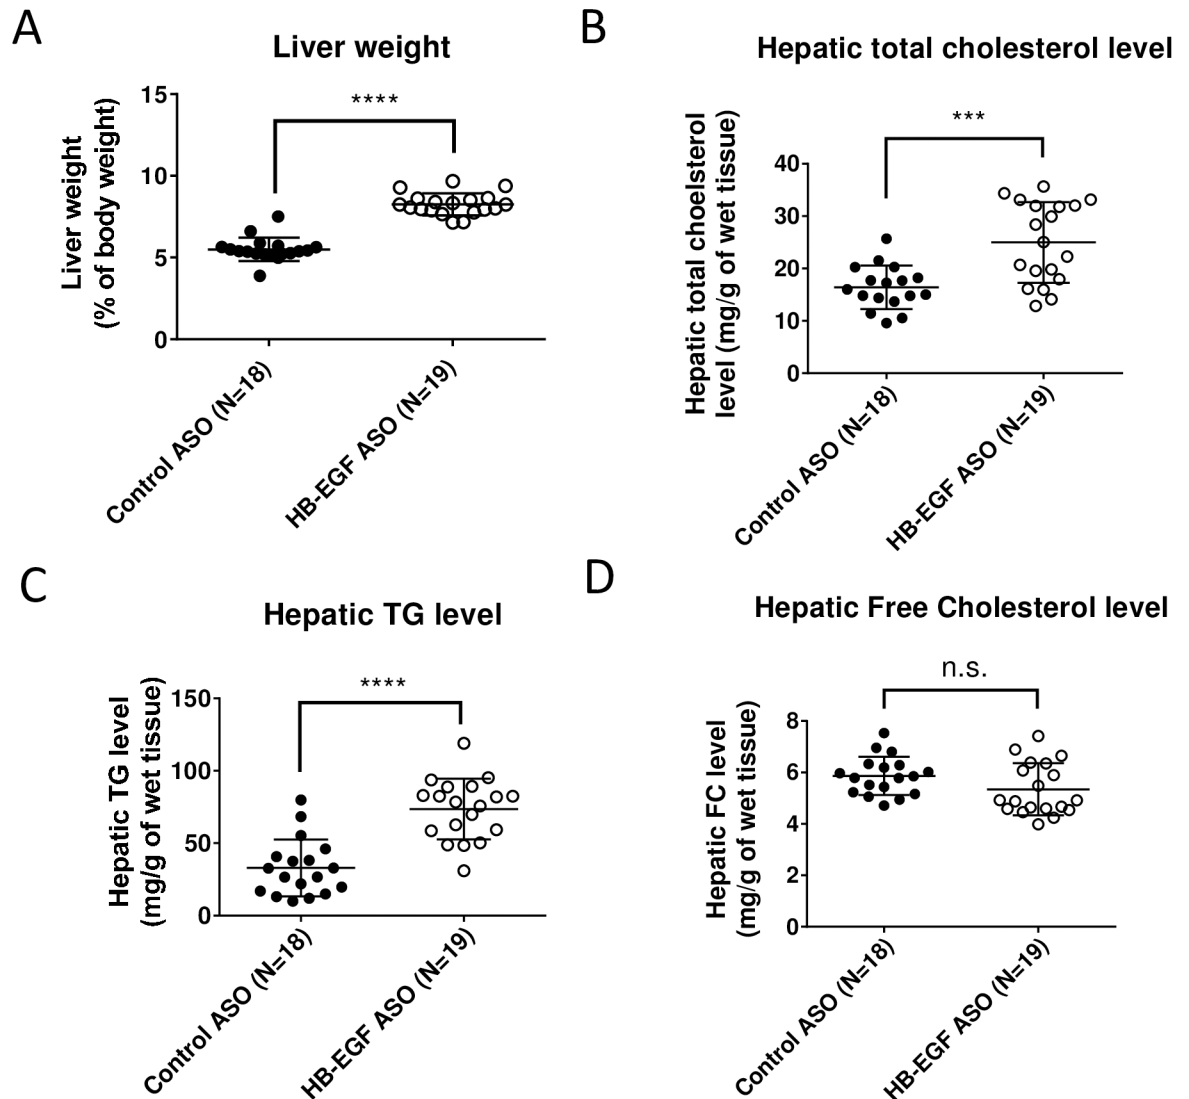 A
Liver weight
Liver weight
(% of body weight)
15
10
5
0
****
Control ASO (N=18)
HB-EGF ASO (N=19)
B
Hepatic total cholesterol level
Hepatic total choelsterol
level (mg/g of wet tissue)
40
30
20
10
0
***
Control ASO (N=18)
HB-EGF ASO (N=19)
C
Hepatic TG level
Hepatic TG level
(mg/g of wet tissue)
150
100
50
0
****
Control ASO (N=18)
HB-EGF ASO (N=19)
D
Hepatic Free Cholesterol level
Hepatic FC level
(mg/g of wet tissue)
8
6
4
2
0
n.s.
Control ASO (N=18)
HB-EGF ASO (N=19)